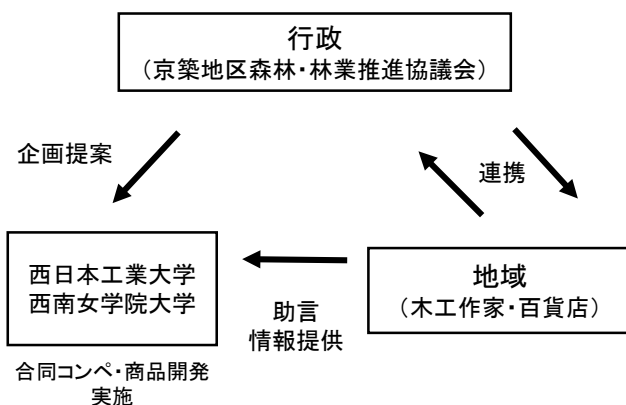 行政
（京築地区森林・林業推進協議会）
企画提案
連携
西日本工業大学
西南女学院大学
地域
（木工作家・百貨店）
助言
情報提供
合同コンペ・商品開発
実施